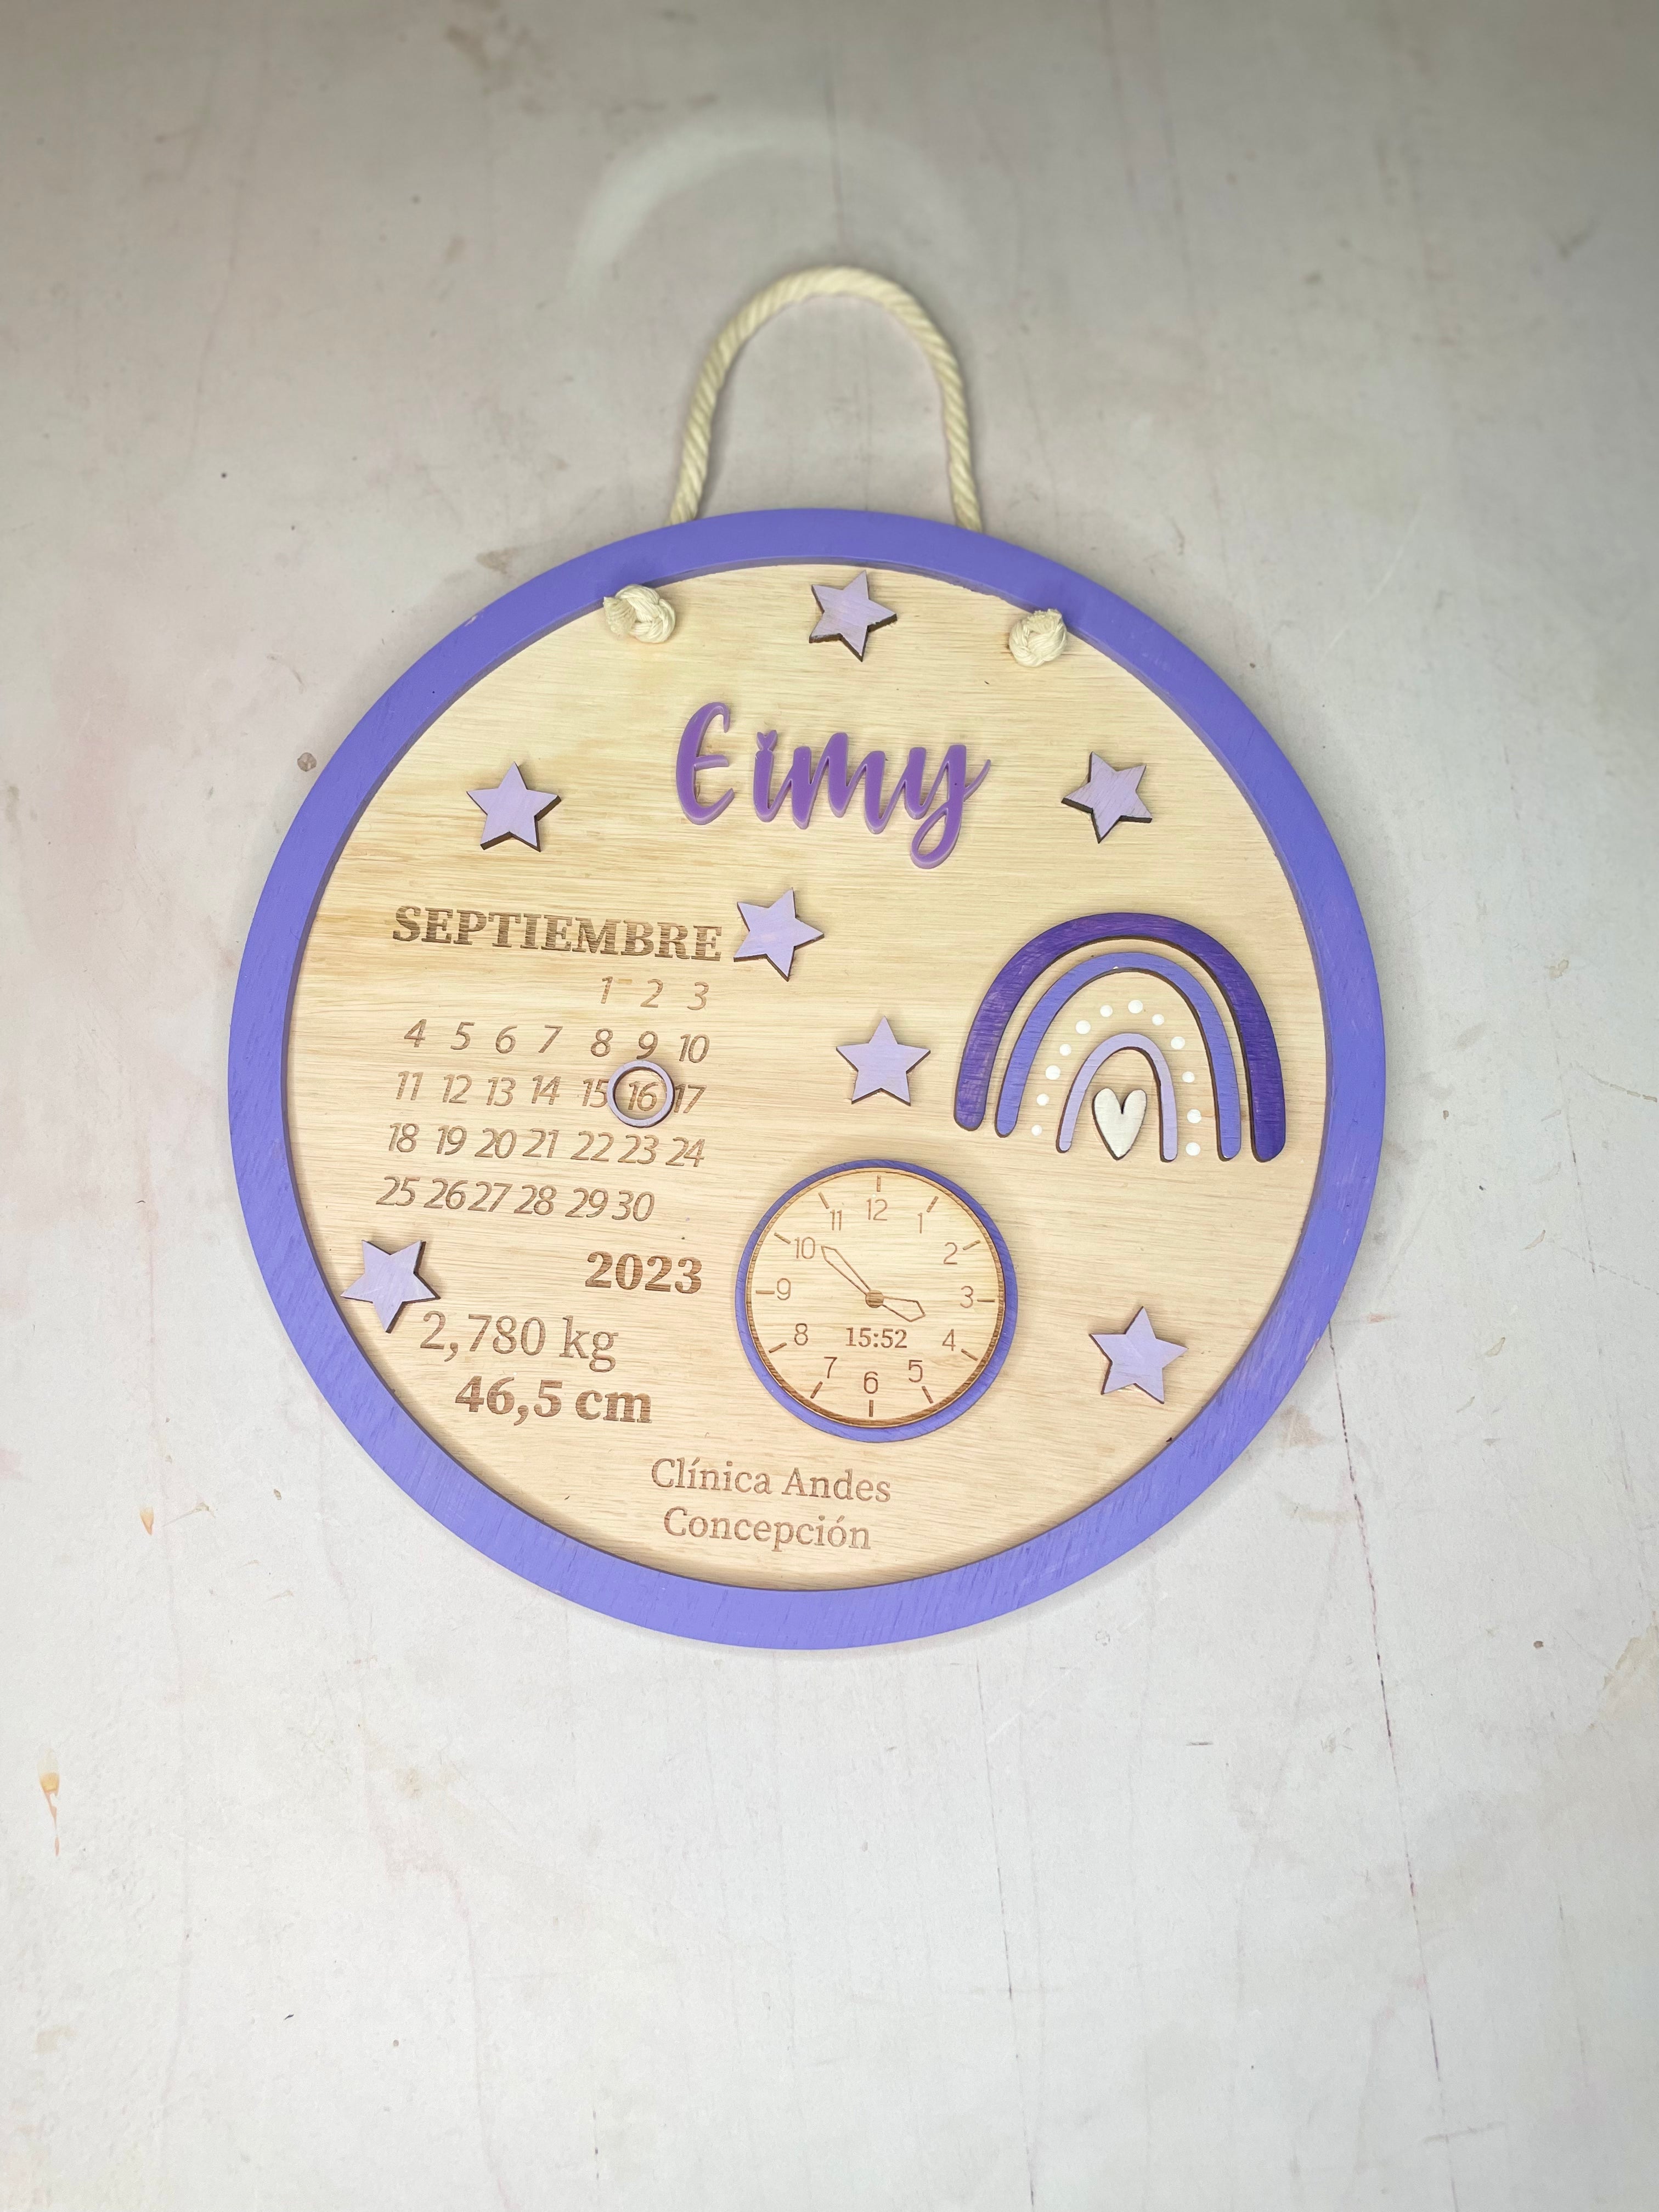 Eimy
SEPTIEMBRE
1 2 3
4 5 6 7 8 9 10
11 12 13 14 15 16 17
18 19 20 21 22 23 24
25 26 27 28 29 30
2023
2,780 kg
46,5 cm
12
11 1
10 2
9 3
15:52
8 4
7 5
6
Clínica Andes
Concepción